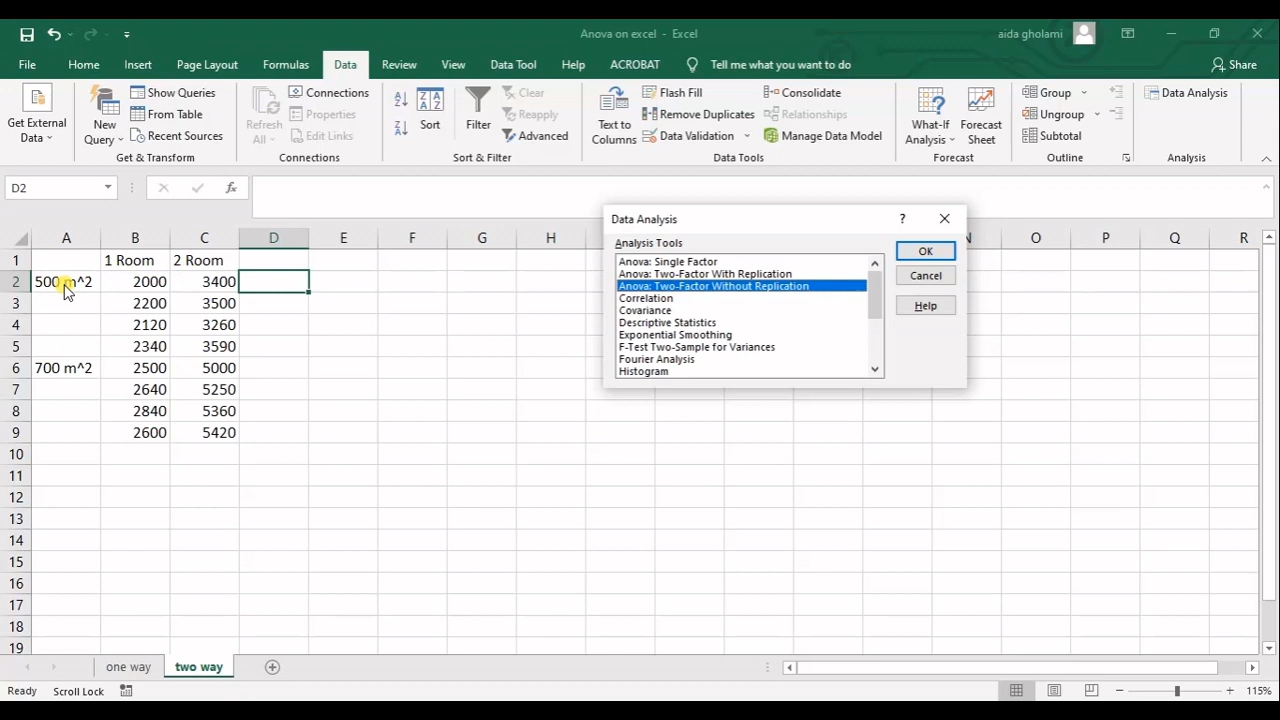 Anova on excel - Excel
aida gholami
File Home Insert Page Layout Formulas Data Review View Data Tool Help ACROBAT Tell me what you want to do Share
Get External Data
New Query
Show Queries
From Table
Recent Sources
Get & Transform
Refresh All
Connections
Properties
Edit Links
Connections
Sort
Filter
Clear
Reapply
Advanced
Sort & Filter
Text to Columns
Flash Fill
Remove Duplicates
Data Validation
Consolidate
Relationships
Manage Data Model
Data Tools
What-If Analysis
Forecast Sheet
Forecast
Group
Ungroup
Subtotal
Outline
Data Analysis
Analysis
D2
fx
A B C D E F G H I N O P Q R
1 1 Room 2 Room
2 500 m^2 2000 3400
3 2200 3500
4 2120 3260
5 2340 3590
6 700 m^2 2500 5000
7 2640 5250
8 2840 5360
9 2600 5420
10
11
12
13
14
15
16
17
18
19
Data Analysis ?
Analysis Tools
Anova: Single Factor
Anova: Two-Factor With Replication
Anova: Two-Factor Without Replication
Correlation
Covariance
Descriptive Statistics
Exponential Smoothing
F-Test Two-Sample for Variances
Fourier Analysis
Histogram
OK
Cancel
Help
one way two way
Ready Scroll Lock 115%